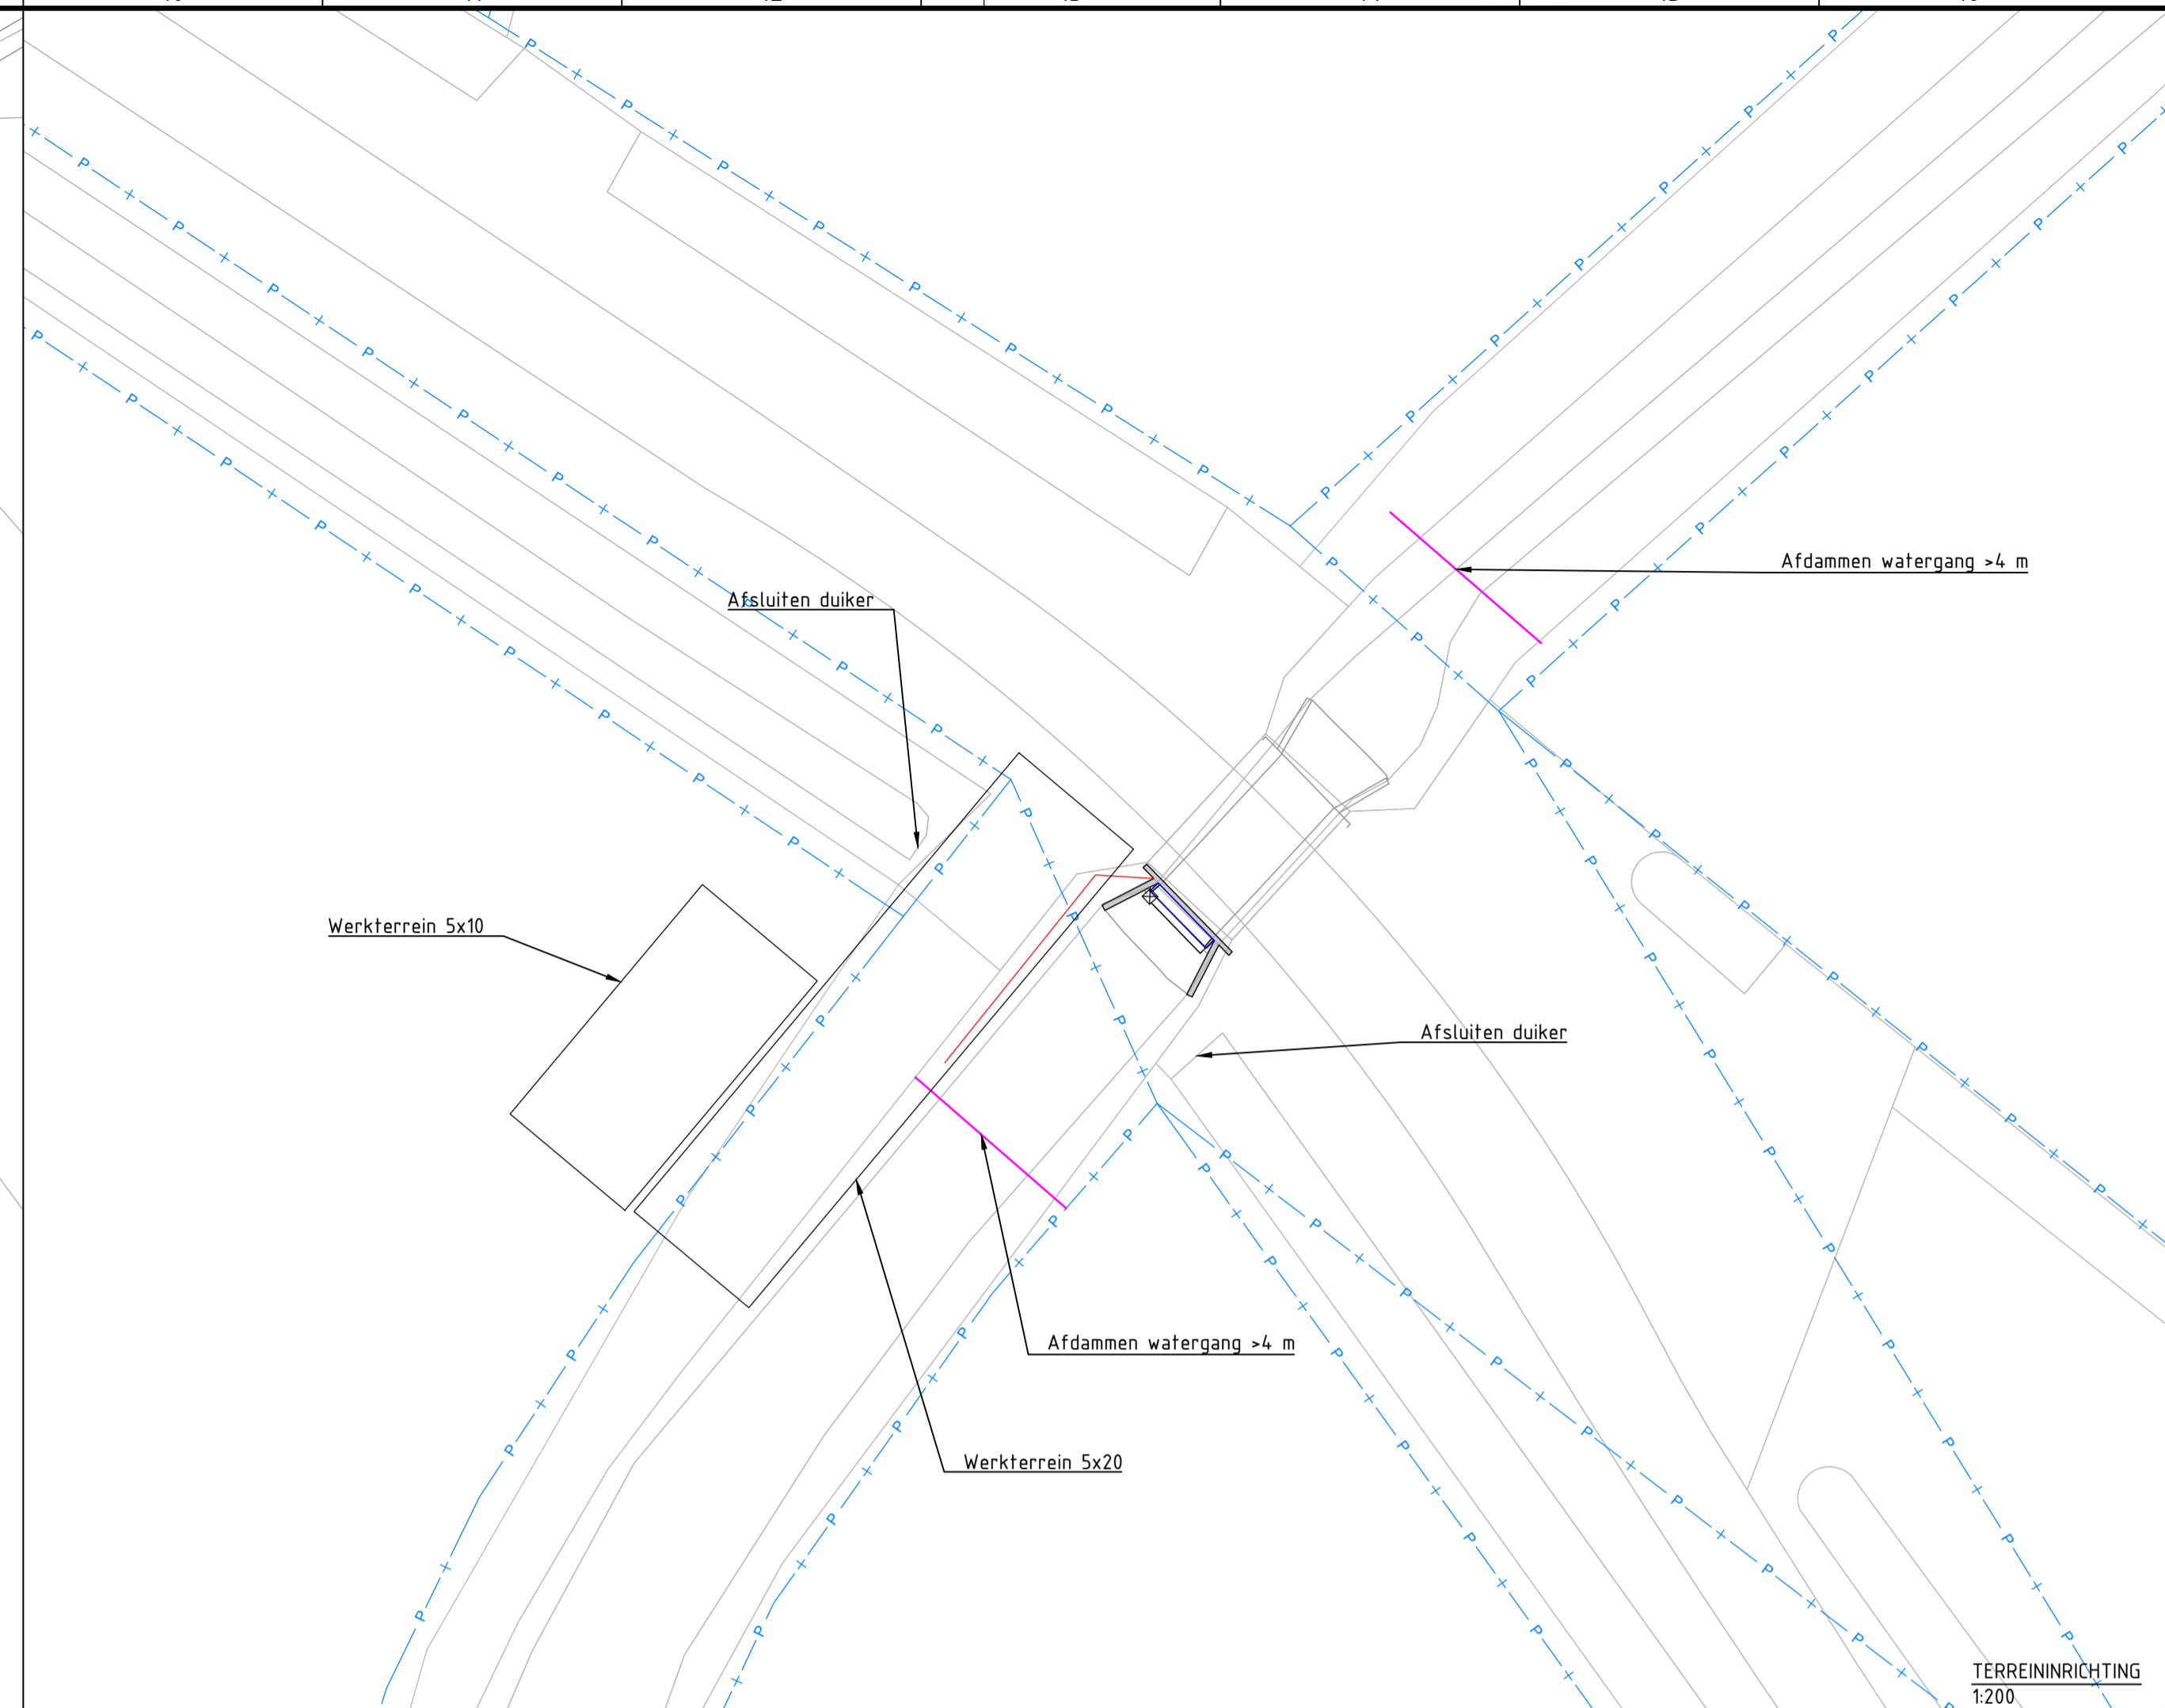 Afdammen watergang >4 m
Afsluiten duiker
Werkterrein 5x10
Afsluiten duiker
Afdammen watergang >4 m
Werkterrein 5x20
TERREININRICHTING
1:200